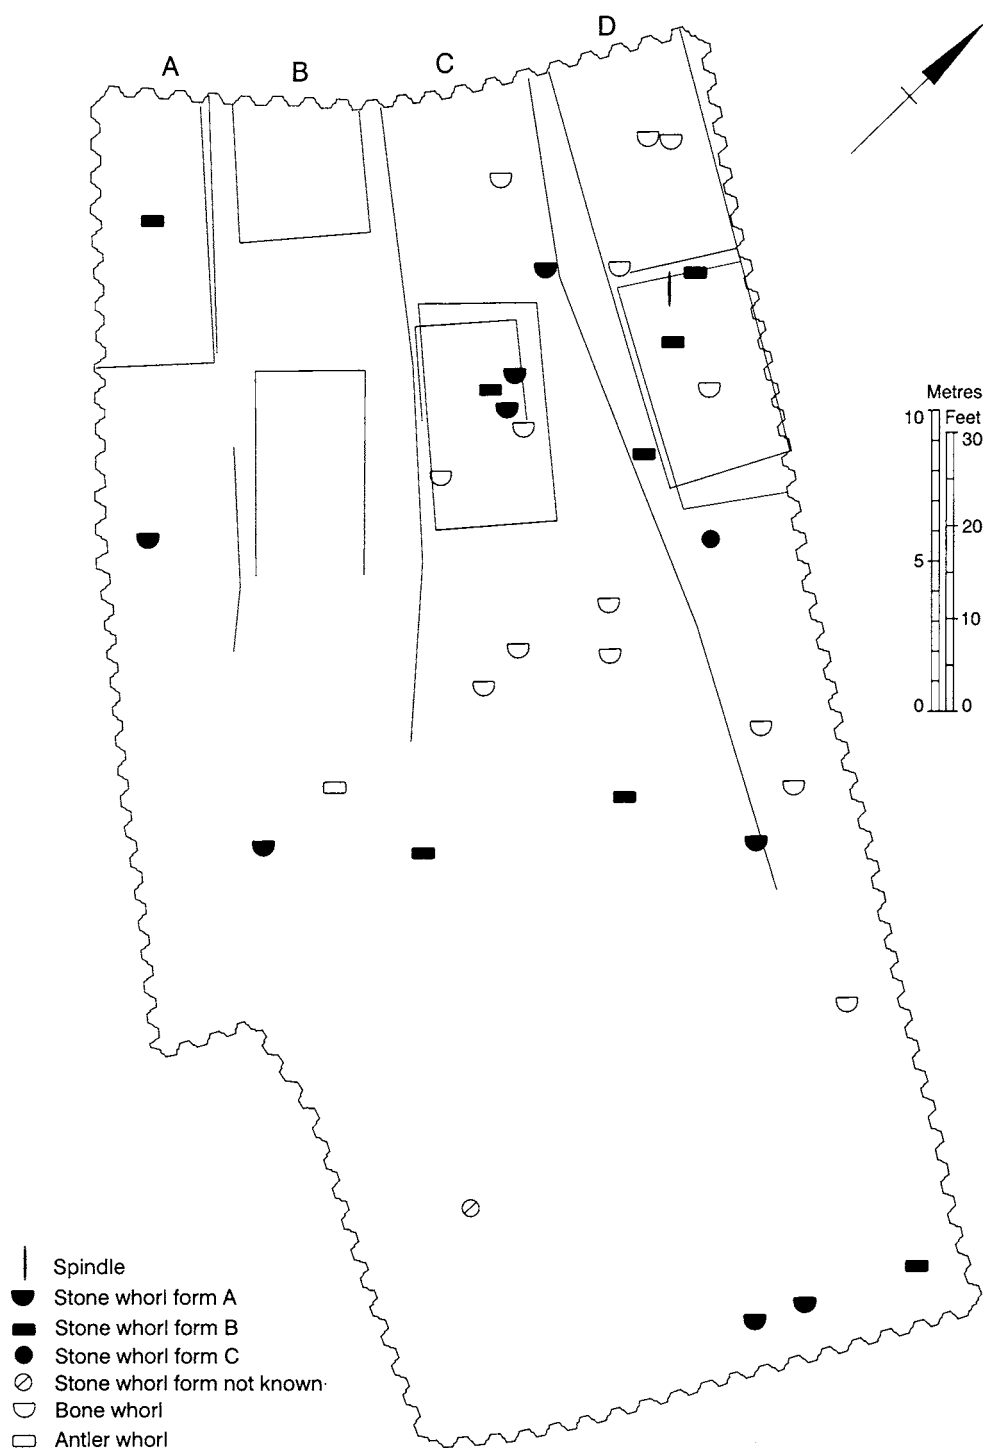 A
B
C
D
Metres
Feet
10
30
20
5
10
0
0
Spindle
Stone whorl form A
Stone whorl form B
Stone whorl form C
Stone whorl form not known
Bone whorl
Antler whorl